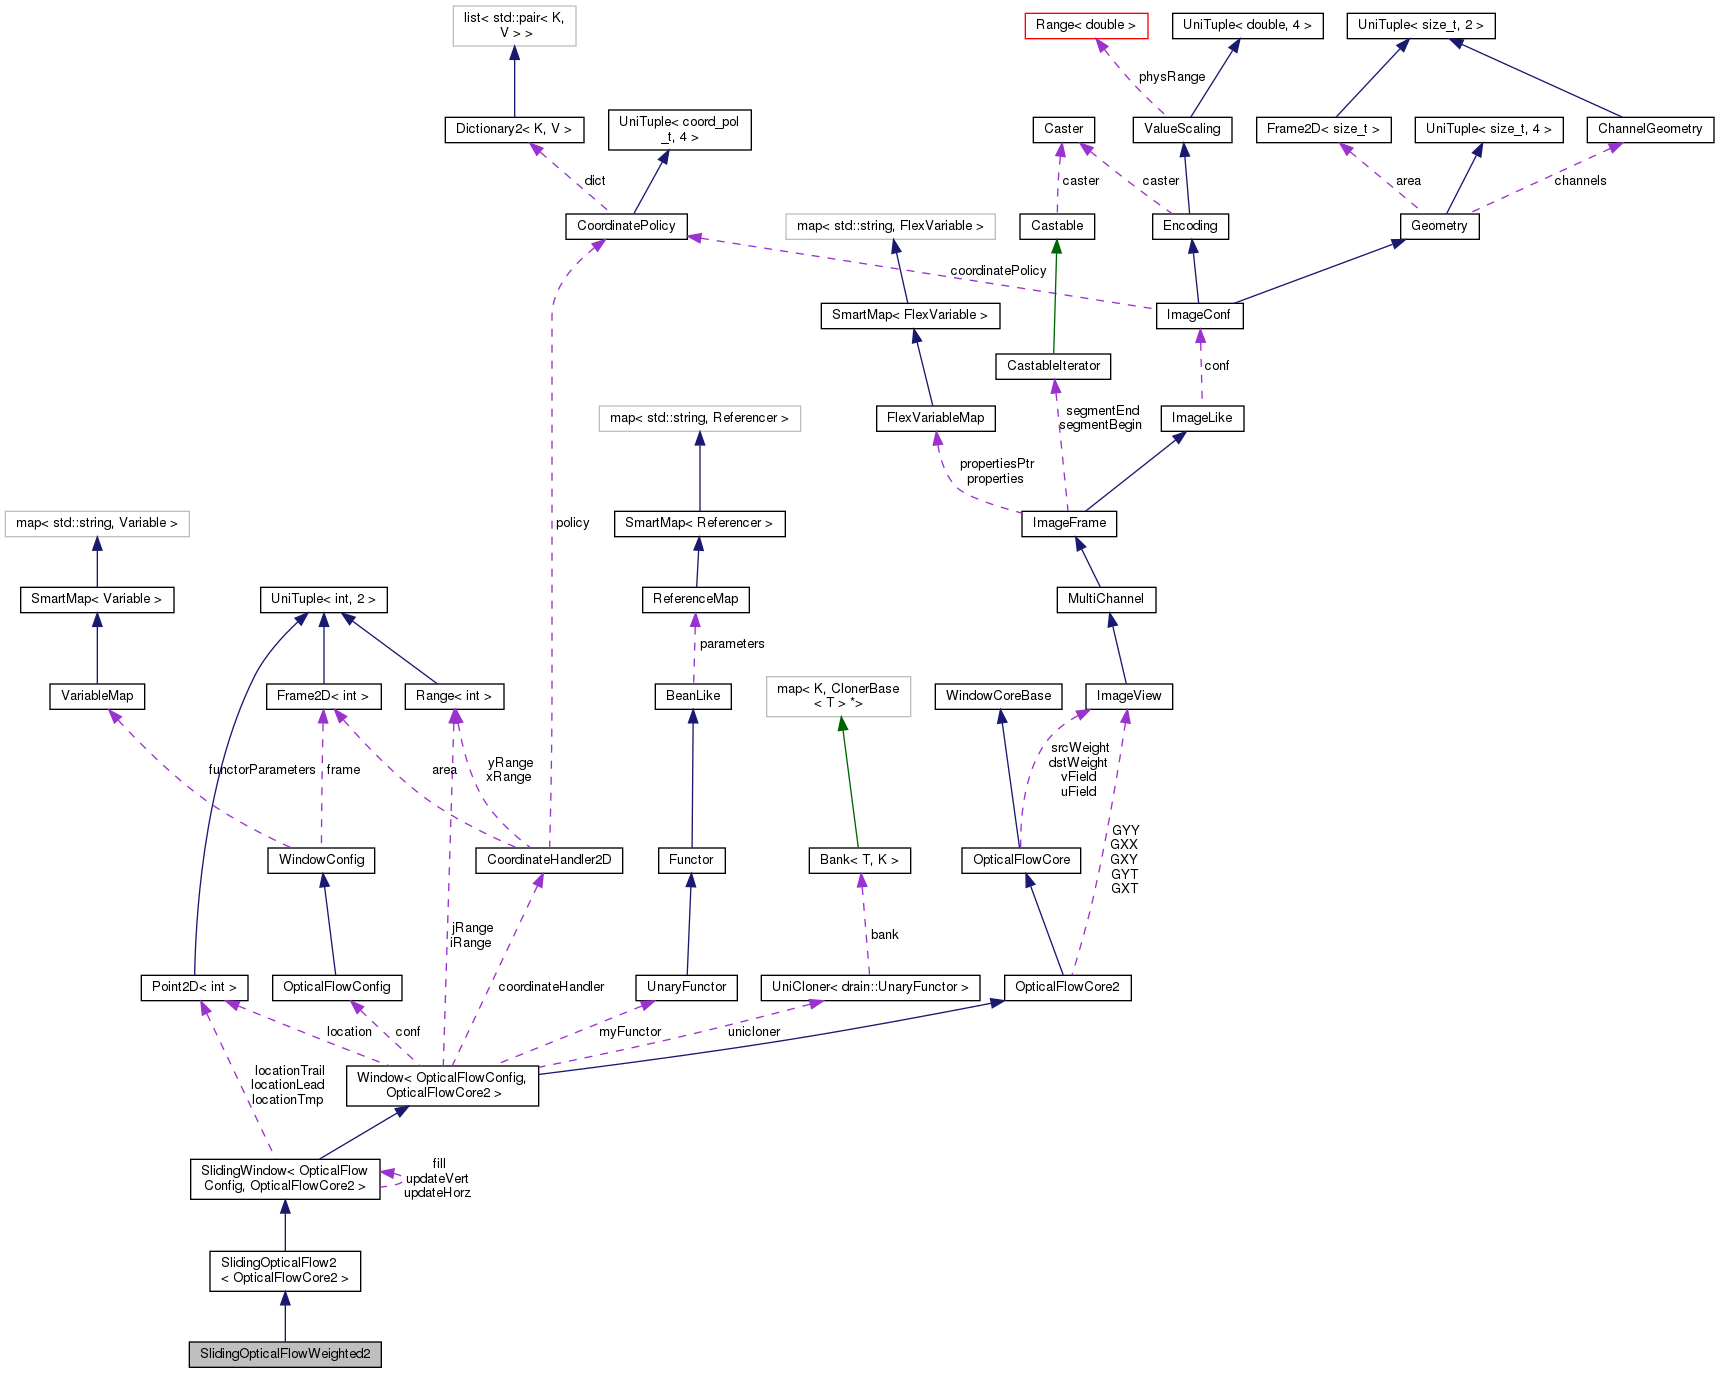 list< std::pair< K,
V > >
Range< double >
UniTuple< double, 4 >
UniTuple< size_t, 2 >
physRange
Dictionary2< K, V >
UniTuple< coord_pol
_t, 4 >
Caster
ValueScaling
Frame2D< size_t >
UniTuple< size_t, 4 >
ChannelGeometry
dict
caster
caster
area
channels
CoordinatePolicy
map< std::string, FlexVariable >
Castable
Encoding
Geometry
coordinatePolicy
SmartMap< FlexVariable >
ImageConf
CastableIterator
conf
map< std::string, Referencer >
FlexVariableMap
segmentEnd
segmentBegin
ImageLike
propertiesPtr
properties
map< std::string, Variable >
policy
SmartMap< Referencer >
ImageFrame
SmartMap< Variable >
UniTuple< int, 2 >
ReferenceMap
MultiChannel
parameters
VariableMap
Frame2D< int >
Range< int >
BeanLike
map< K, ClonerBase
< T > *>
WindowCoreBase
ImageView
functorParameters
frame
area
yRange
xRange
srcWeight
dstWeight
vField
uField
GYY
GXX
GXY
GYT
GXT
WindowConfig
CoordinateHandler2D
Functor
Bank< T, K >
OpticalFlowCore
jRange
iRange
bank
Point2D< int >
OpticalFlowConfig
coordinateHandler
UnaryFunctor
UniCloner< drain::UnaryFunctor >
OpticalFlowCore2
location
conf
myFunctor
unicloner
locationTrail
locationLead
locationTmp
Window< OpticalFlowConfig,
OpticalFlowCore2 >
SlidingWindow< OpticalFlow
Config, OpticalFlowCore2 >
fill
updateVert
updateHorz
SlidingOpticalFlow2
< OpticalFlowCore2 >
SlidingOpticalFlowWeighted2